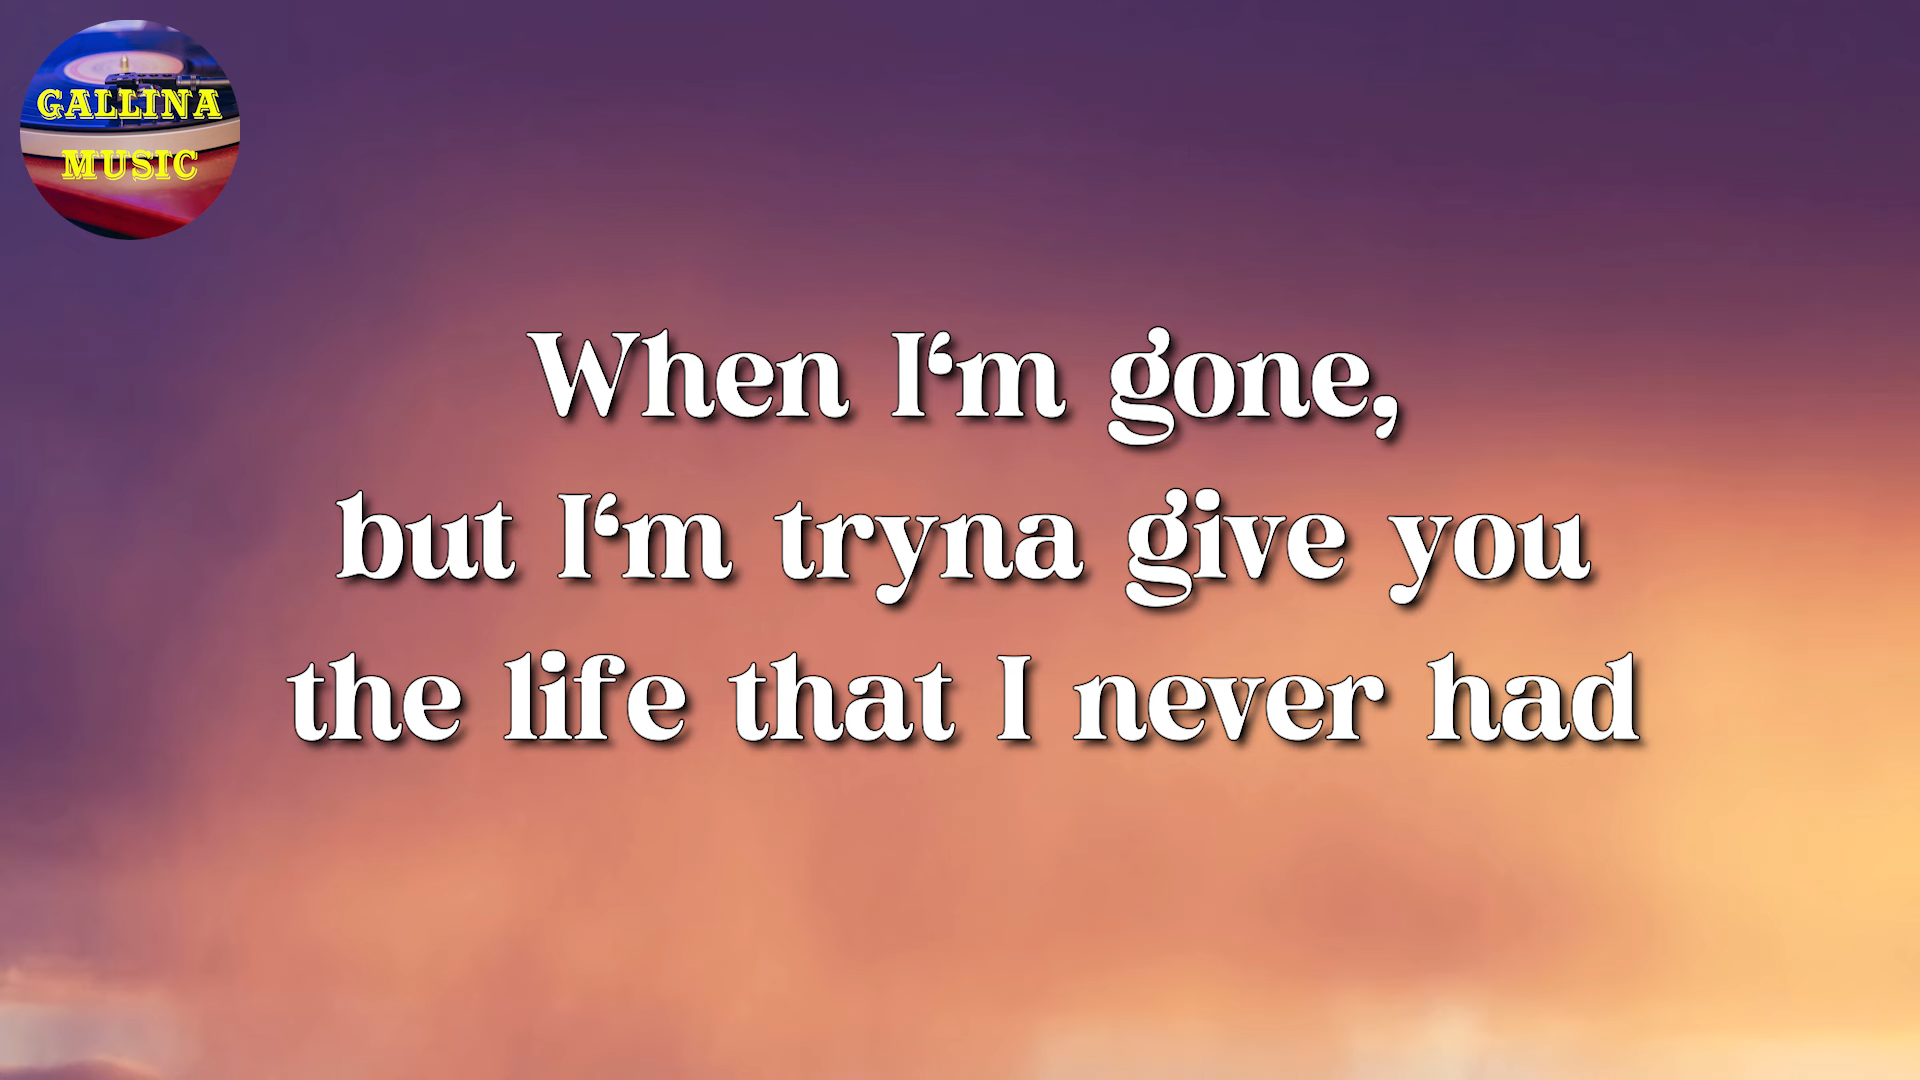 GALLINA
MUSIC
When I‘m gone,
but I‘m tryna give you
the life that I never had